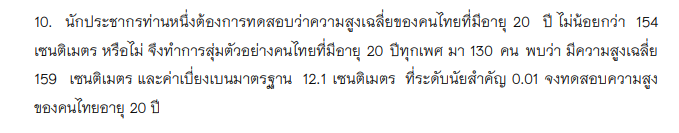 10. นักประชากรท่านหนึ่งต้องการทดสอบว่าความสูงเฉลี่ยของคนไทยที่มีอายุ 20 ปี ไม่น้อยกว่า 154
เซนติเมตร หรือไม่ จึงทำการสุ่มตัวอย่างคนไทยที่มีอายุ 20 ปีทุกเพศ มา 130 คน พบว่า มีความสูงเฉลี่ย
159 เซนติเมตร และค่าเบี่ยงเบนมาตรฐาน 12.1 เซนติเมตร ที่ระดับนัยสำคัญ 0.01 จงทดสอบความสูง
ของคนไทยอายุ 20 ปี